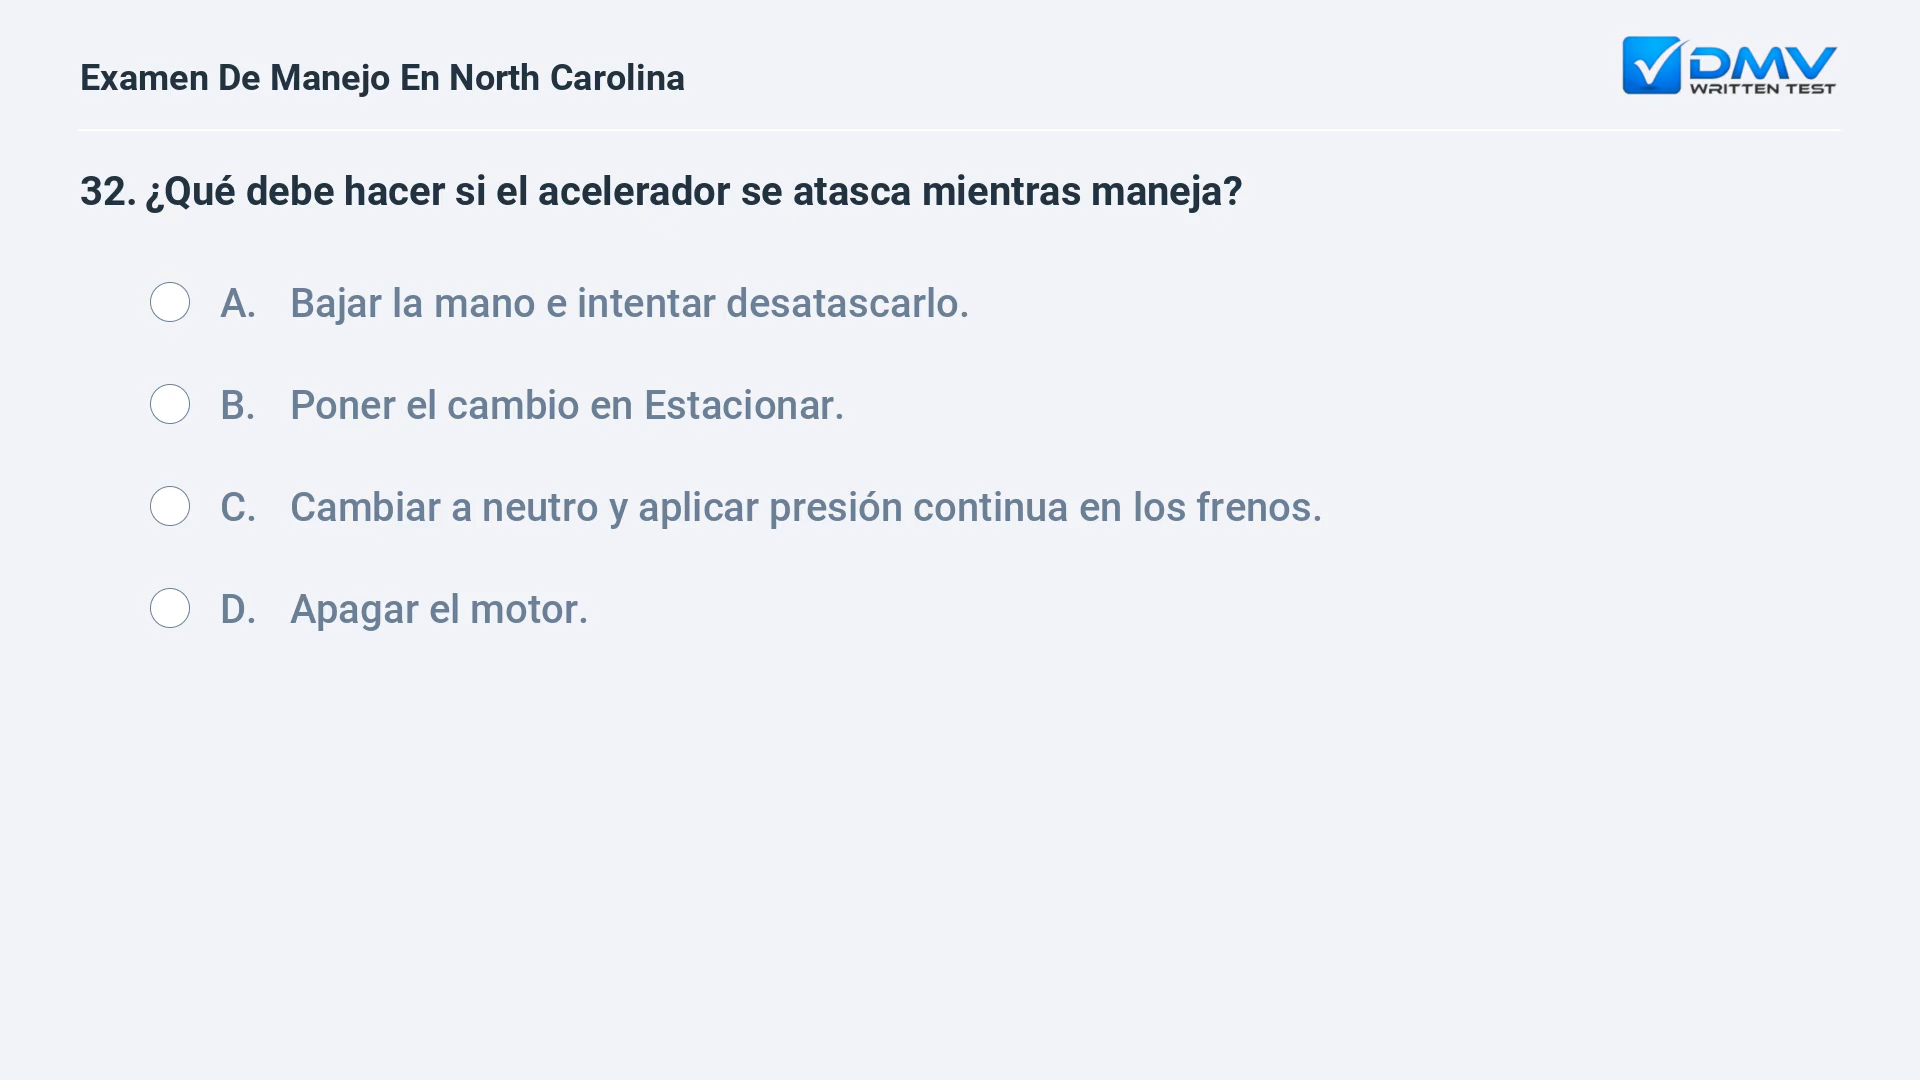 Examen De Manejo En North Carolina
DMV
WRITTEN TEST
32. ¿Qué debe hacer si el acelerador se atasca mientras maneja?
A. Bajar la mano e intentar desatascarlo.
B. Poner el cambio en Estacionar.
C. Cambiar a neutro y aplicar presión continua en los frenos.
D. Apagar el motor.